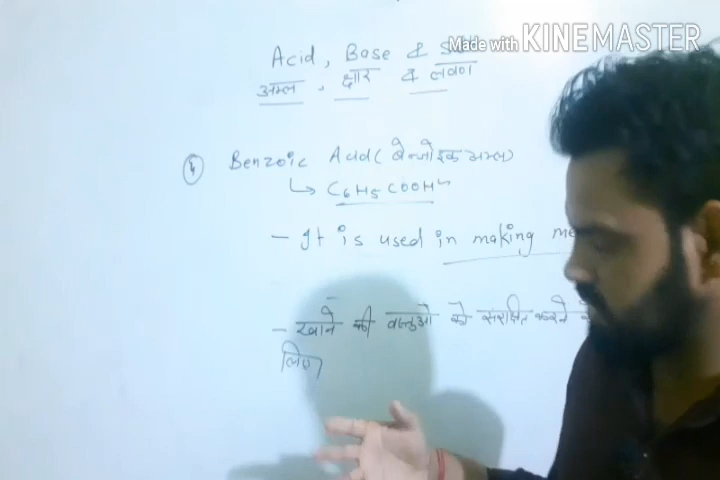 Acid, Base &
Made with KINEMASTER
अम्ल, क्षार व लवण
4 Benzoic Acid (बेन्जोइक अम्ल)
↳ C6H5COOH
- It is used in making
- खाने की वस्तुओ को संरक्षित करने
लिए